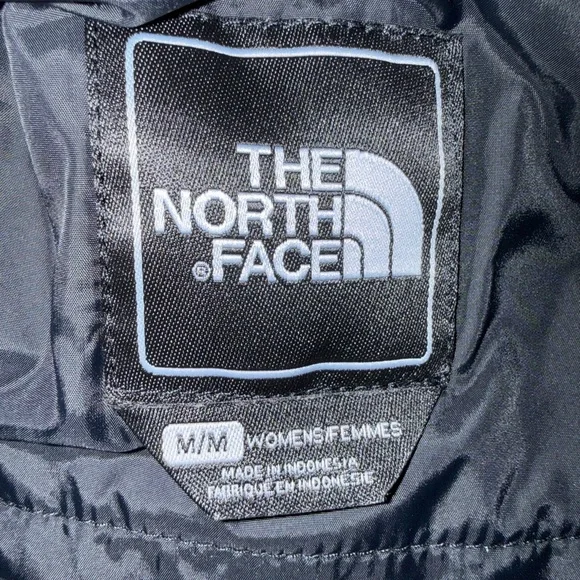 THE
NORTH
®FACE
M/M WOMENS/FEMMES
MADE IN INDONESIA
FABRIQUE EN INDONESIE